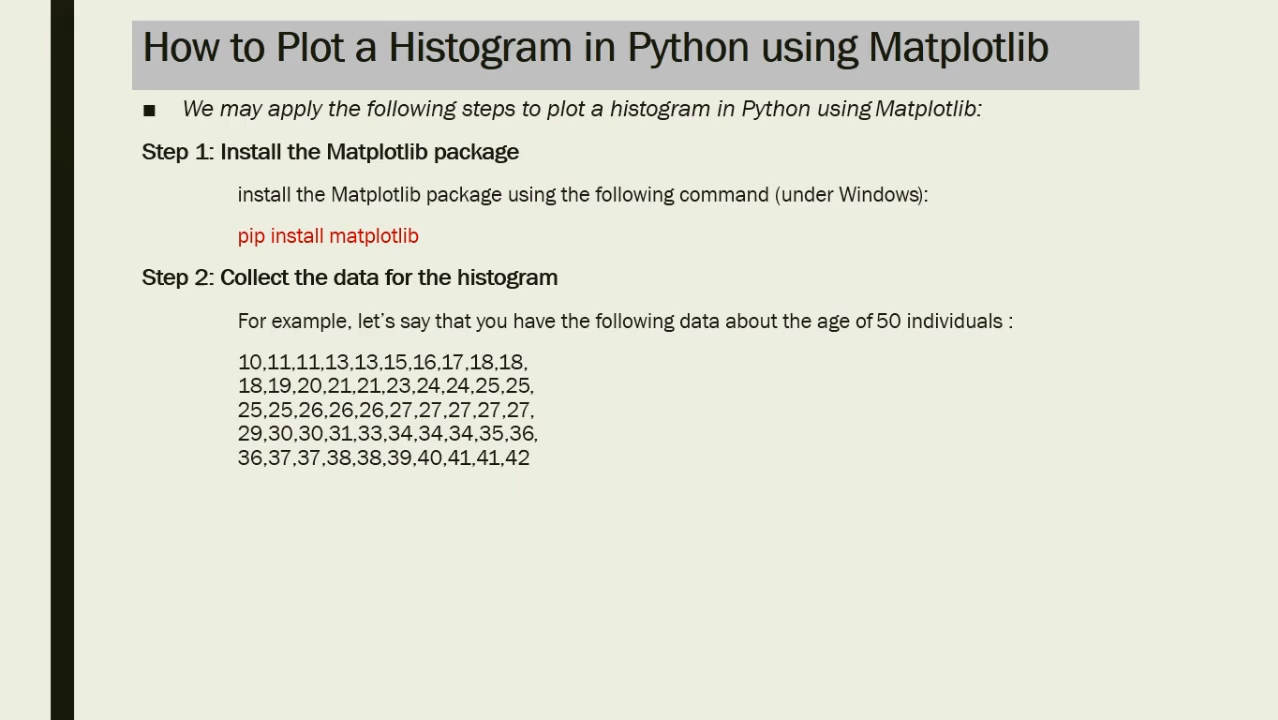 How to Plot a Histogram in Python using Matplotlib
■ We may apply the following steps to plot a histogram in Python using Matplotlib:
Step 1: Install the Matplotlib package
install the Matplotlib package using the following command (under Windows):
pip install matplotlib
Step 2: Collect the data for the histogram
For example, let’s say that you have the following data about the age of 50 individuals :
10,11,11,13,13,15,16,17,18,18,
18,19,20,21,21,23,24,24,25,25,
25,25,26,26,26,27,27,27,27,27,
29,30,30,31,33,34,34,34,35,36,
36,37,37,38,38,39,40,41,41,42